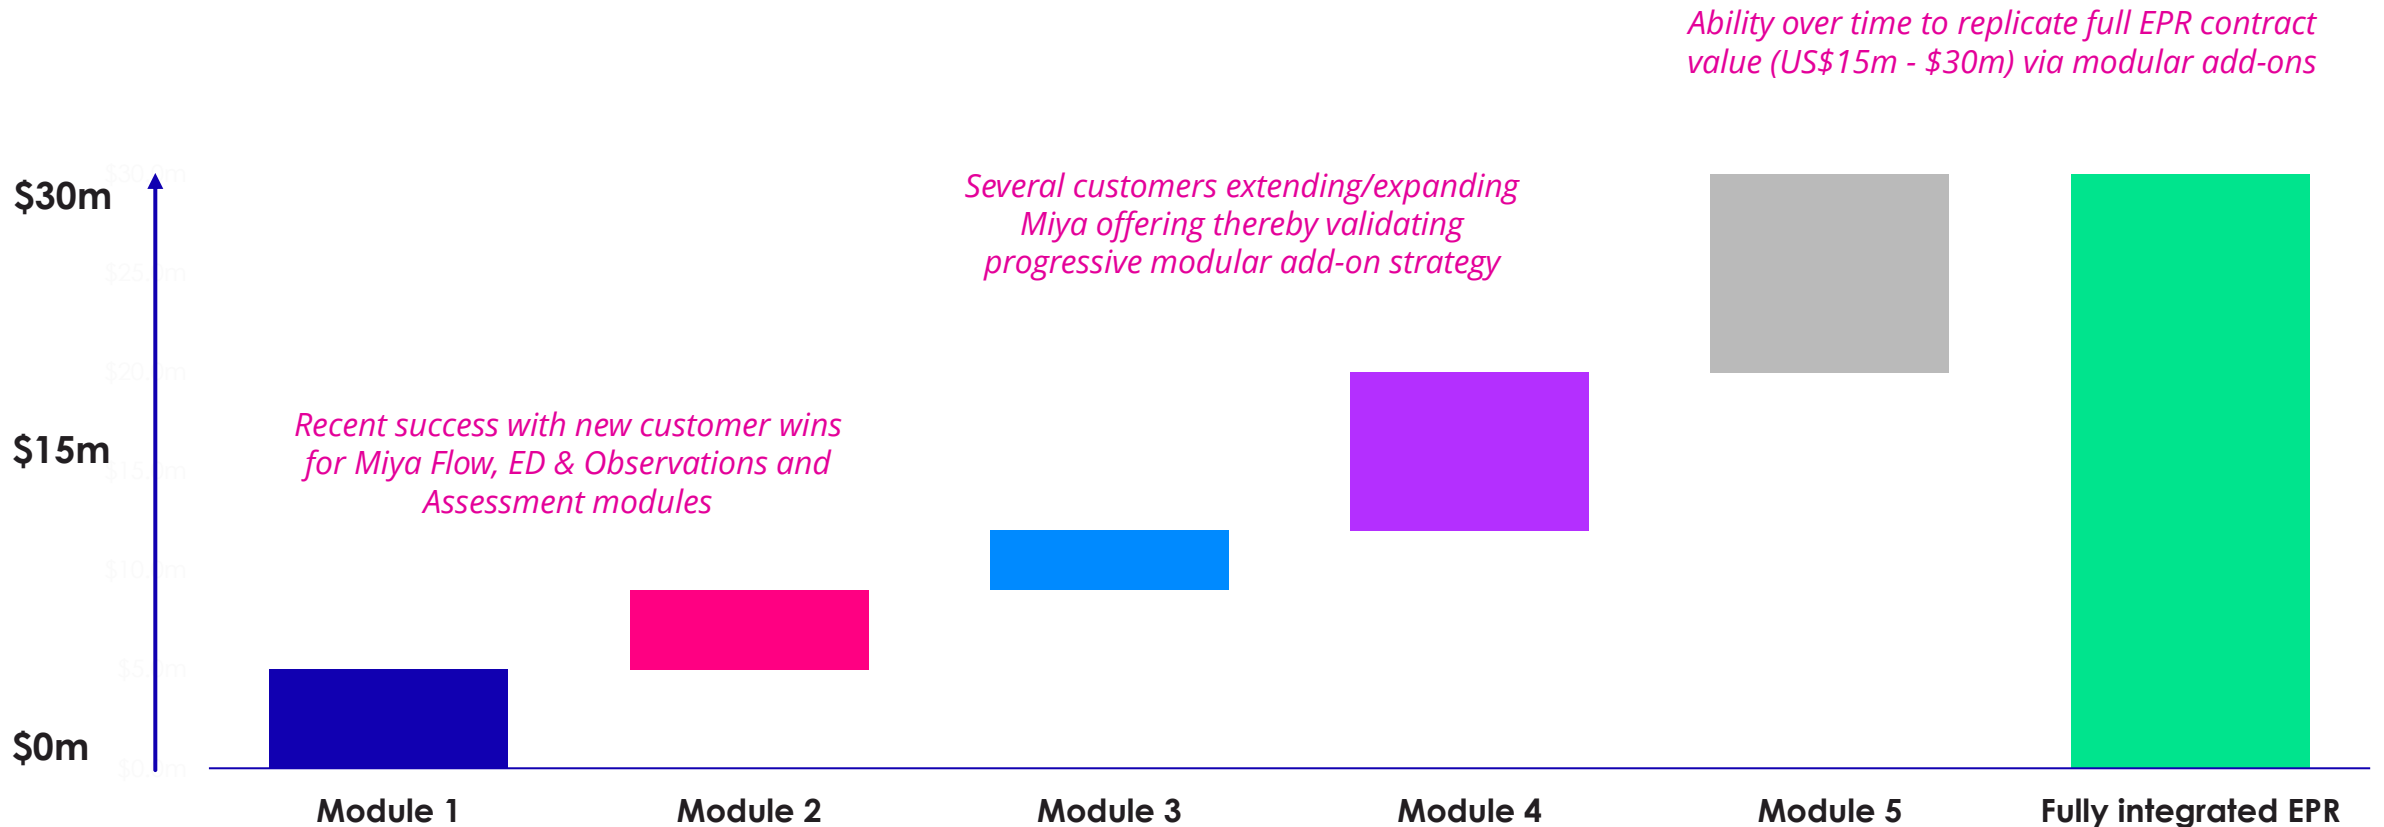 Ability over time to replicate full EPR contract
value (US$15m - $30m) via modular add-ons
$30m
Several customers extending/expanding
Miya offering thereby validating
progressive modular add-on strategy
Recent success with new customer wins
for Miya Flow, ED & Observations and
Assessment modules
$15m
$0m
Module 1
Module 2
Module 3
Module 4
Module 5
Fully integrated EPR